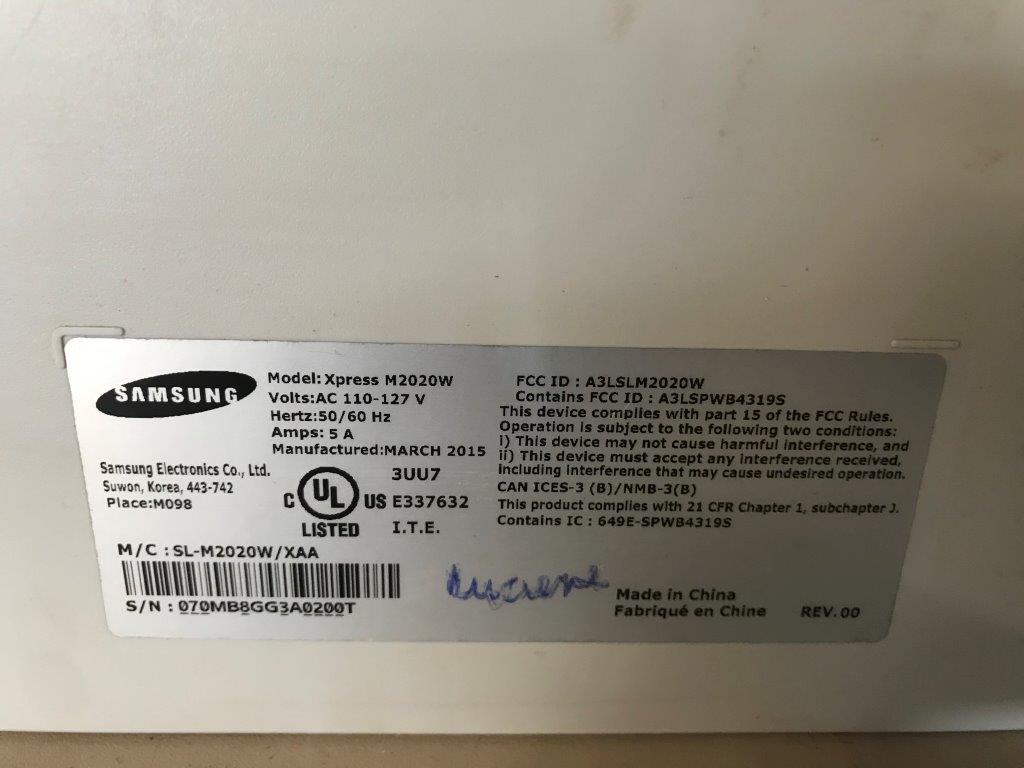 SAMSUNG
Model: Xpress M2020W
Volts:AC 110-127 V
Hertz:50/60 Hz
Amps: 5 A
Manufactured:MARCH 2015
Samsung Electronics Co., Ltd.
Suwon, Korea, 443-742
Place:M098
C UL US
LISTED
3UU7
E337632
I.T.E.
M/C : SL-M2020W/XAA
S/N : 070MB8GG3A0200T
FCC ID : A3LSLM2020W
Contains FCC ID : A3LSPWB4319S
This device complies with part 15 of the FCC Rules.
Operation is subject to the following two conditions:
i) This device may not cause harmful interference, and
ii) This device must accept any interference received,
including interference that may cause undesired operation.
CAN ICES-3 (B)/NMB-3(B)
This product complies with 21 CFR Chapter 1, subchapter J.
Contains IC : 649E-SPWB4319S
Made in China
Fabriqué en Chine
REV.00